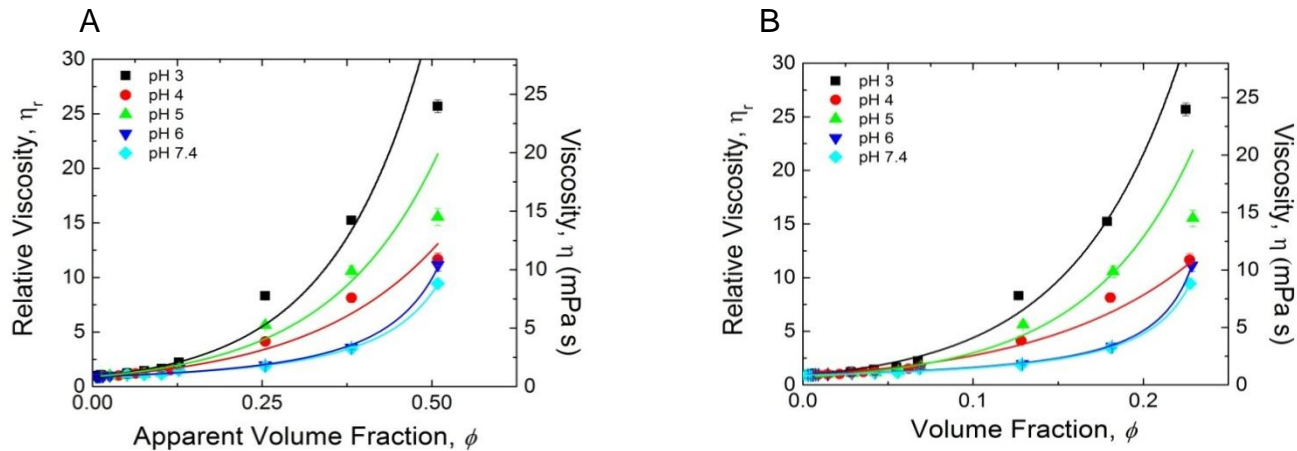 A
30
25
20
15
10
5
0
Relative Viscosity, ηr
pH 3
pH 4
pH 5
pH 6
pH 7.4
25
20
15
10
5
0
Viscosity, η (mPa s)
0.00
0.25
0.50
Apparent Volume Fraction, ϕ
B
30
25
20
15
10
5
0
Relative Viscosity, ηr
pH 3
pH 4
pH 5
pH 6
pH 7.4
25
20
15
10
5
0
Viscosity, η (mPa s)
0.0
0.1
0.2
Volume Fraction, ϕ